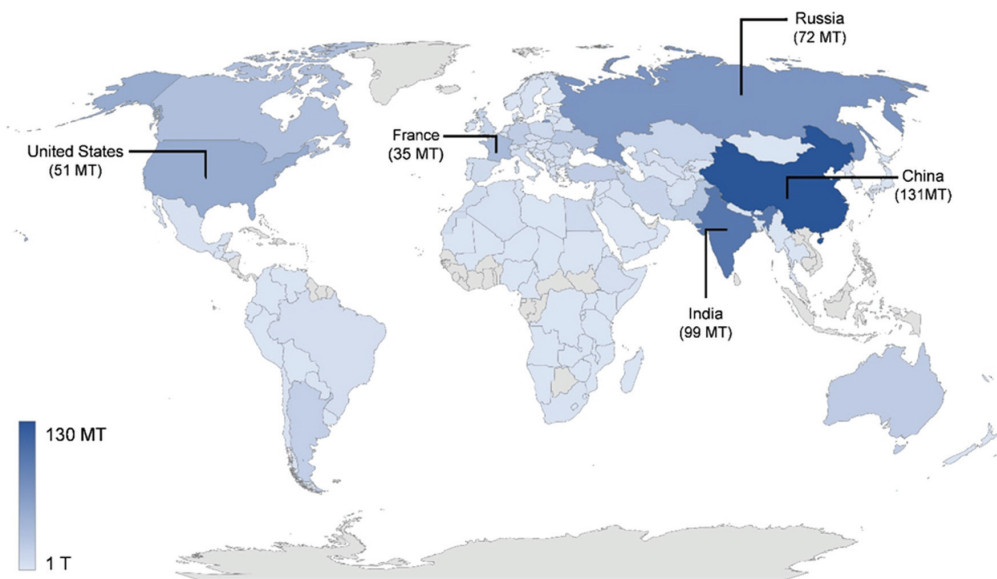 Russia
(72 MT)
France
(35 MT)
United States
(51 MT)
China
(131MT)
India
(99 MT)
130 MT
1 T